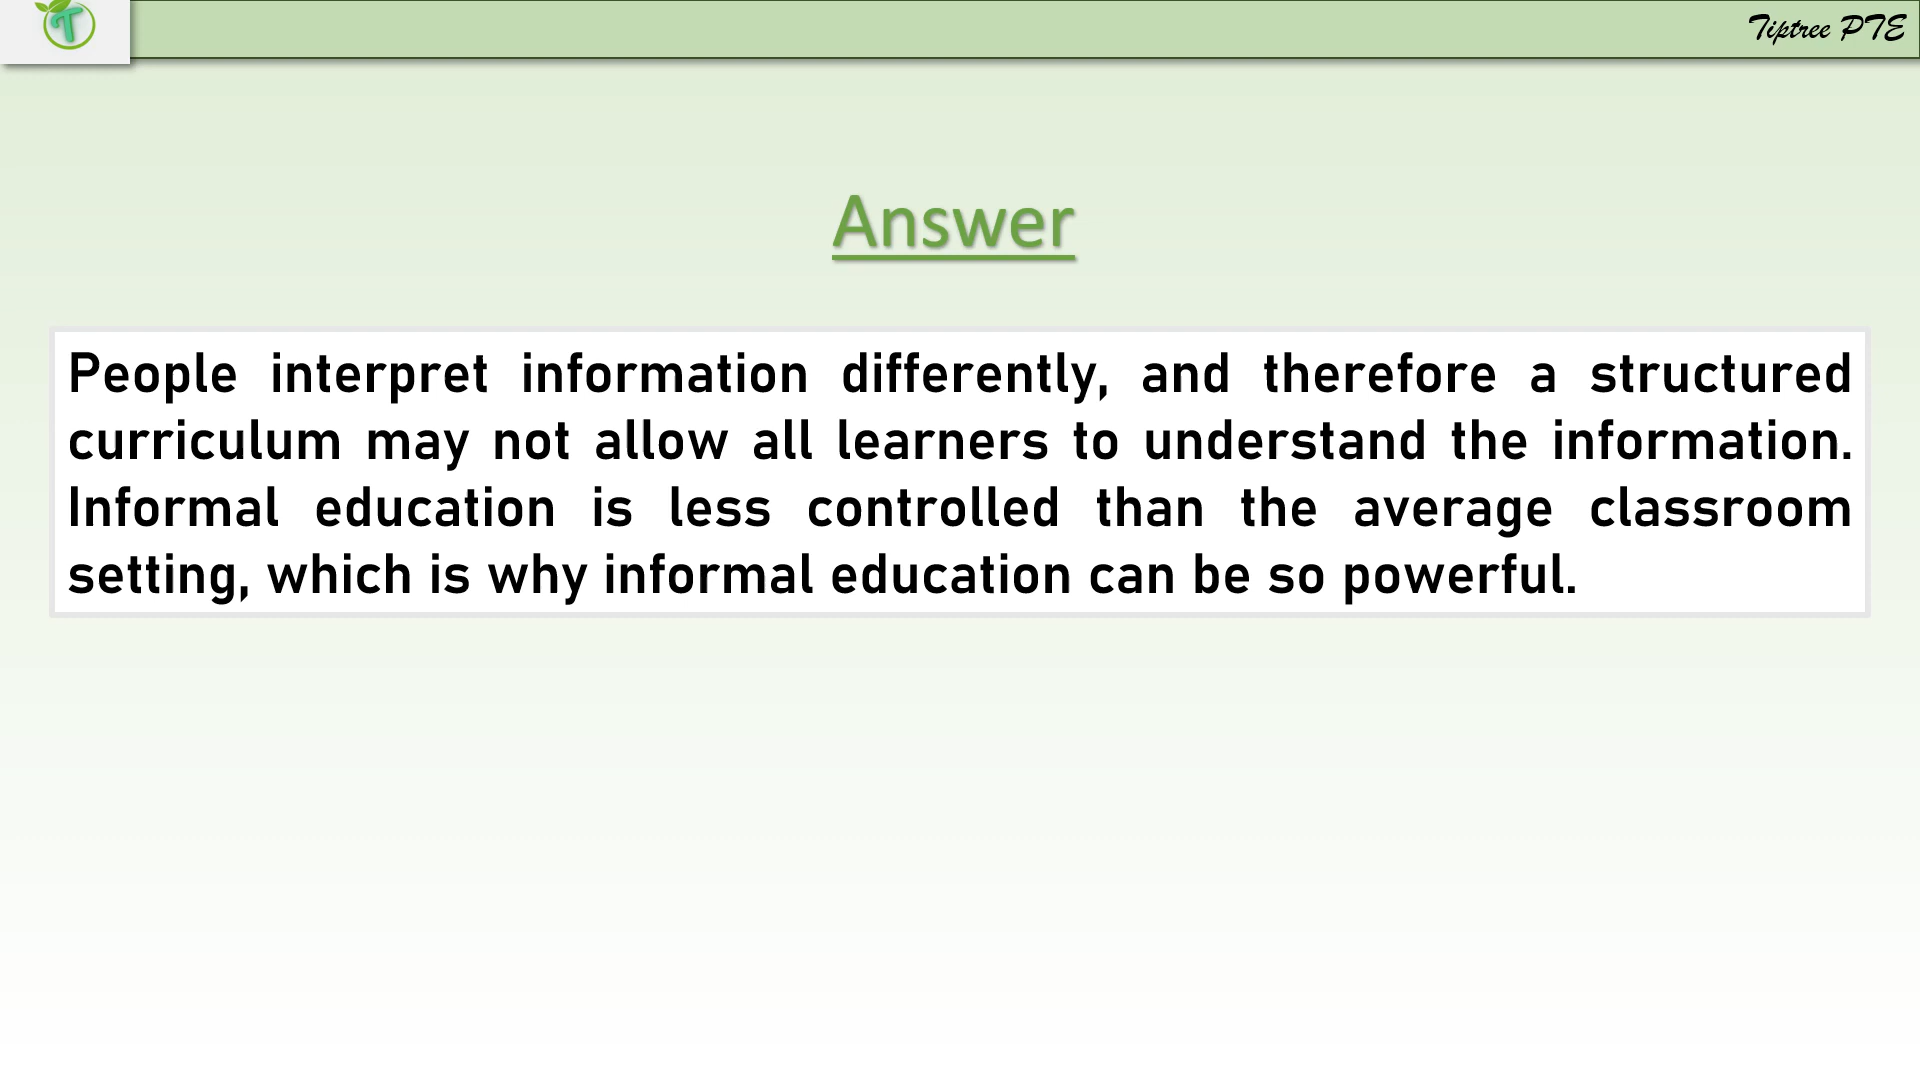 T
Tiptree PTE
Answer
People interpret information differently, and therefore a structured
curriculum may not allow all learners to understand the information.
Informal education is less controlled than the average classroom
setting, which is why informal education can be so powerful.